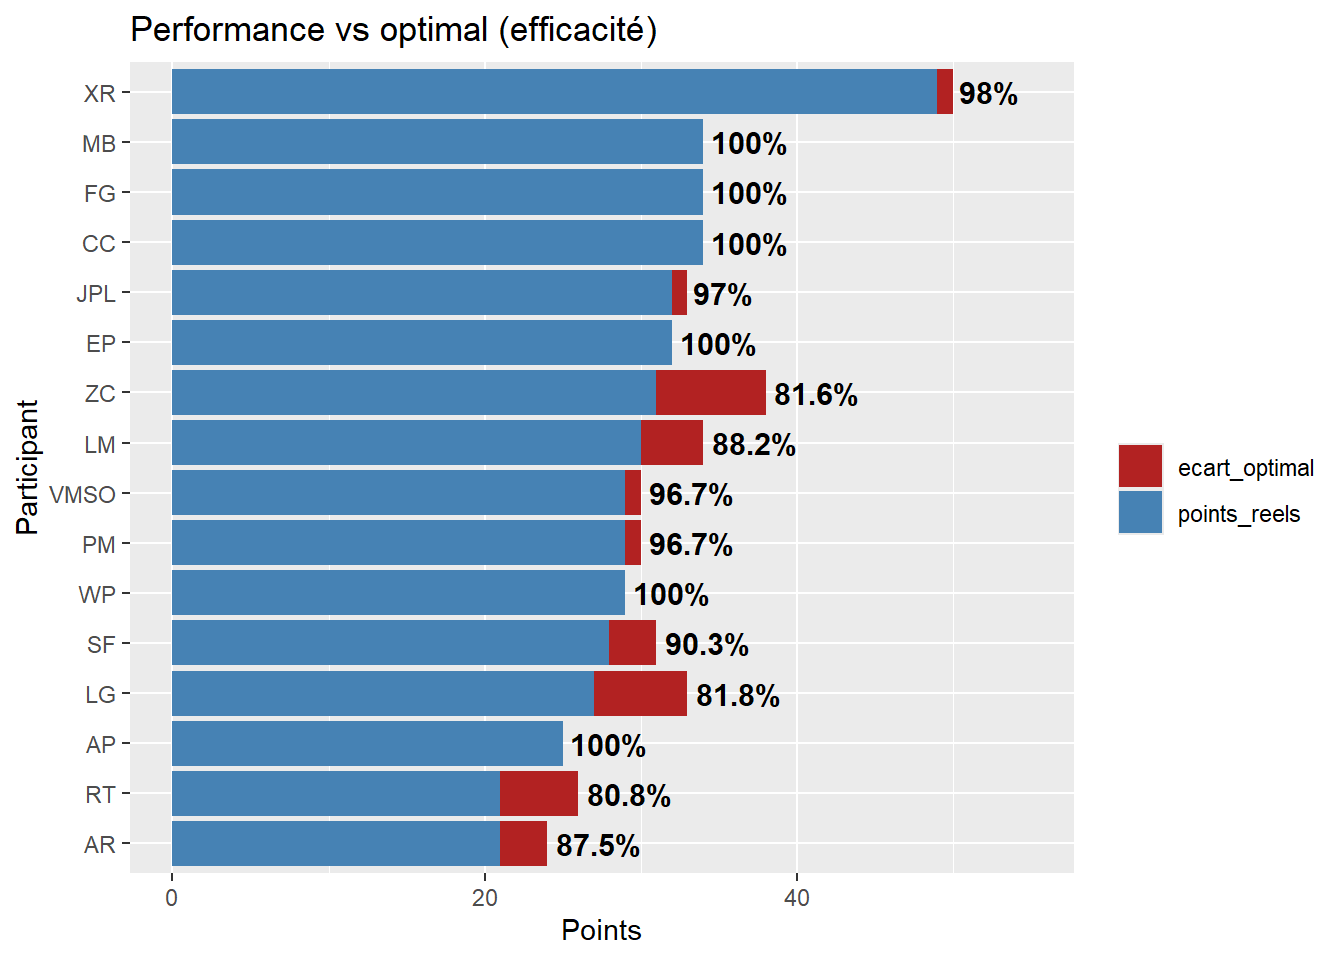 Performance vs optimal (efficacité)
Participant
XR 98%
MB 100%
FG 100%
CC 100%
JPL 97%
EP 100%
ZC 81.6%
LM 88.2%
VMSO 96.7%
PM 96.7%
WP 100%
SF 90.3%
LG 81.8%
AP 100%
RT 80.8%
AR 87.5%
0 20 40
Points
ecart_optimal
points_reels